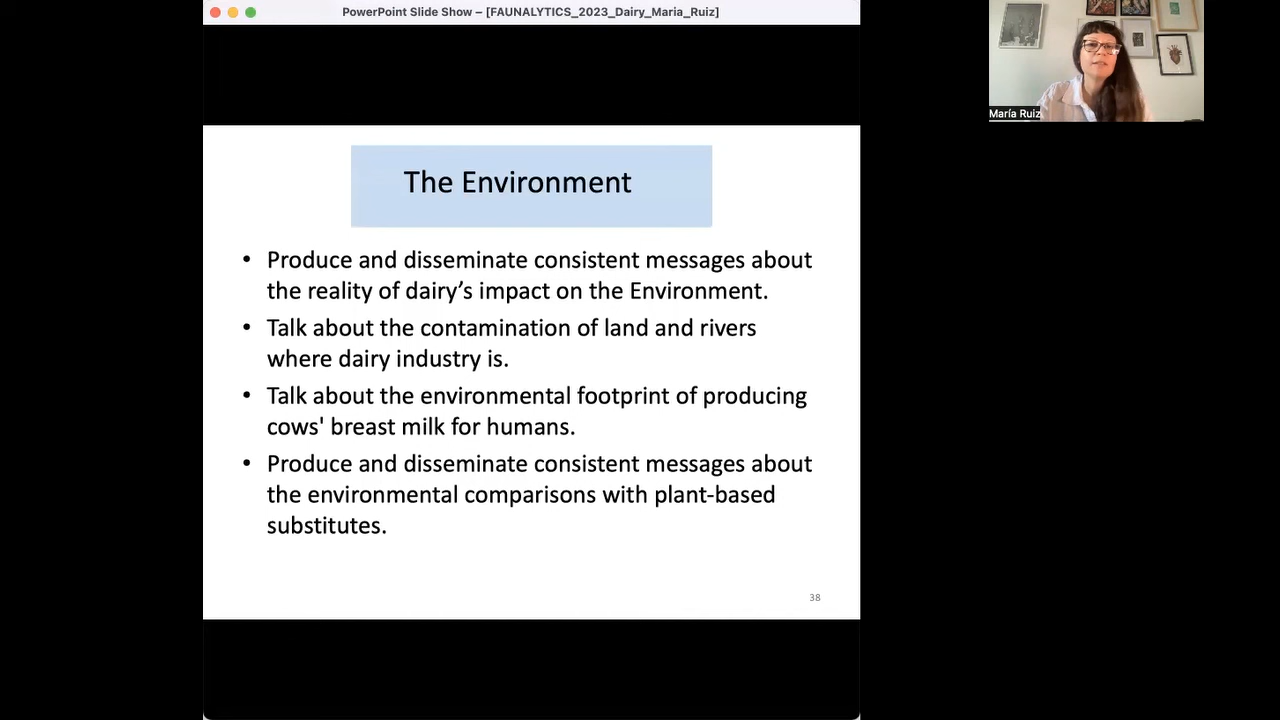 PowerPoint Slide Show – [FAUNALYTICS_2023_Dairy_Maria_Ruiz]
María Ruiz
The Environment
• Produce and disseminate consistent messages about
the reality of dairy’s impact on the Environment.
• Talk about the contamination of land and rivers
where dairy industry is.
• Talk about the environmental footprint of producing
cows' breast milk for humans.
• Produce and disseminate consistent messages about
the environmental comparisons with plant-based
substitutes.
38